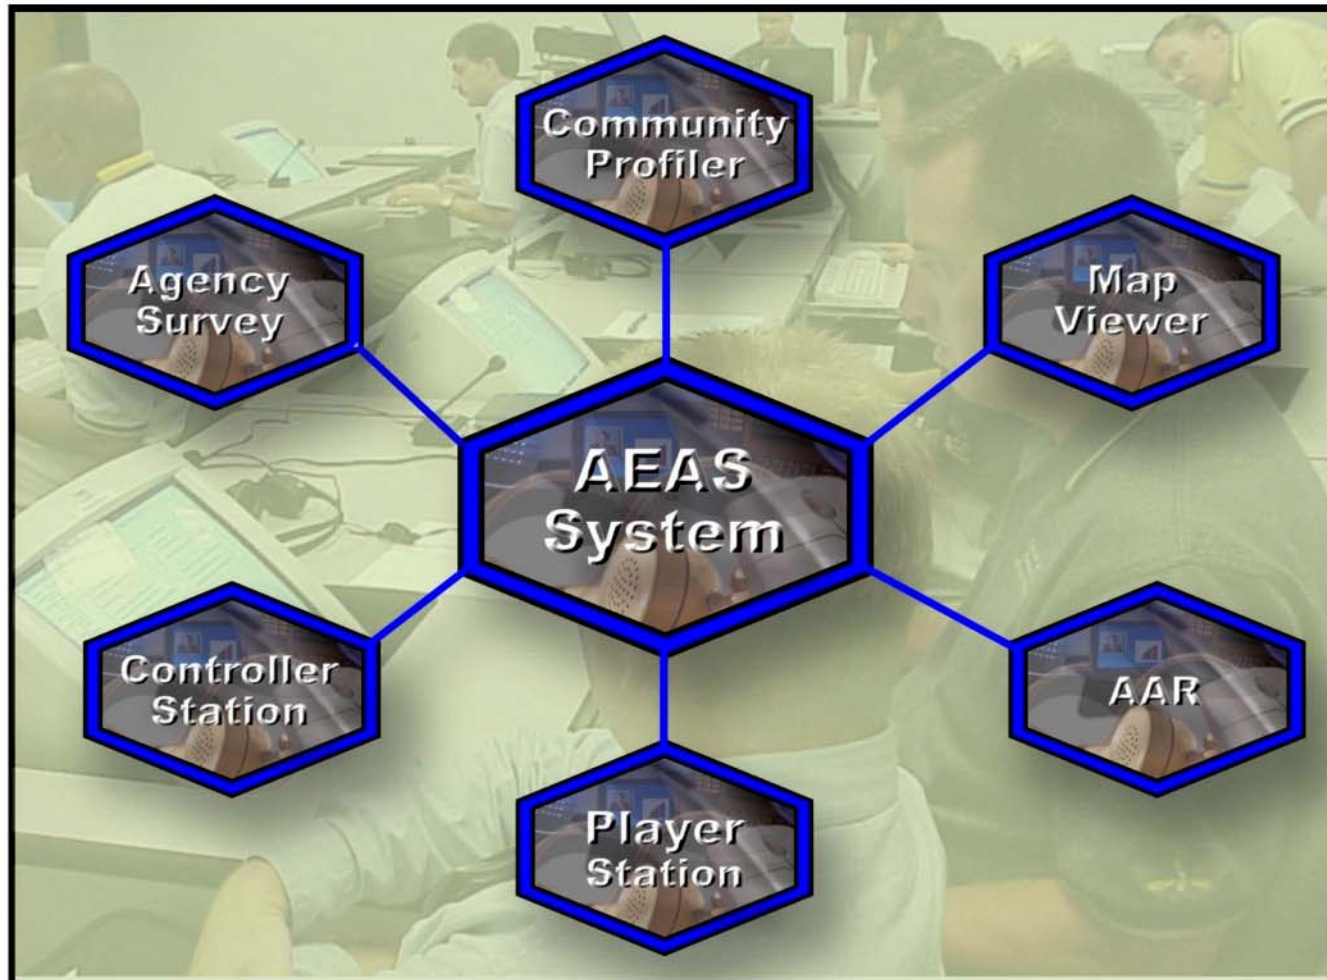 Community
Profiler
Agency
Survey
Map
Viewer
AEAS
System
Controller
Station
AAR
Player
Station